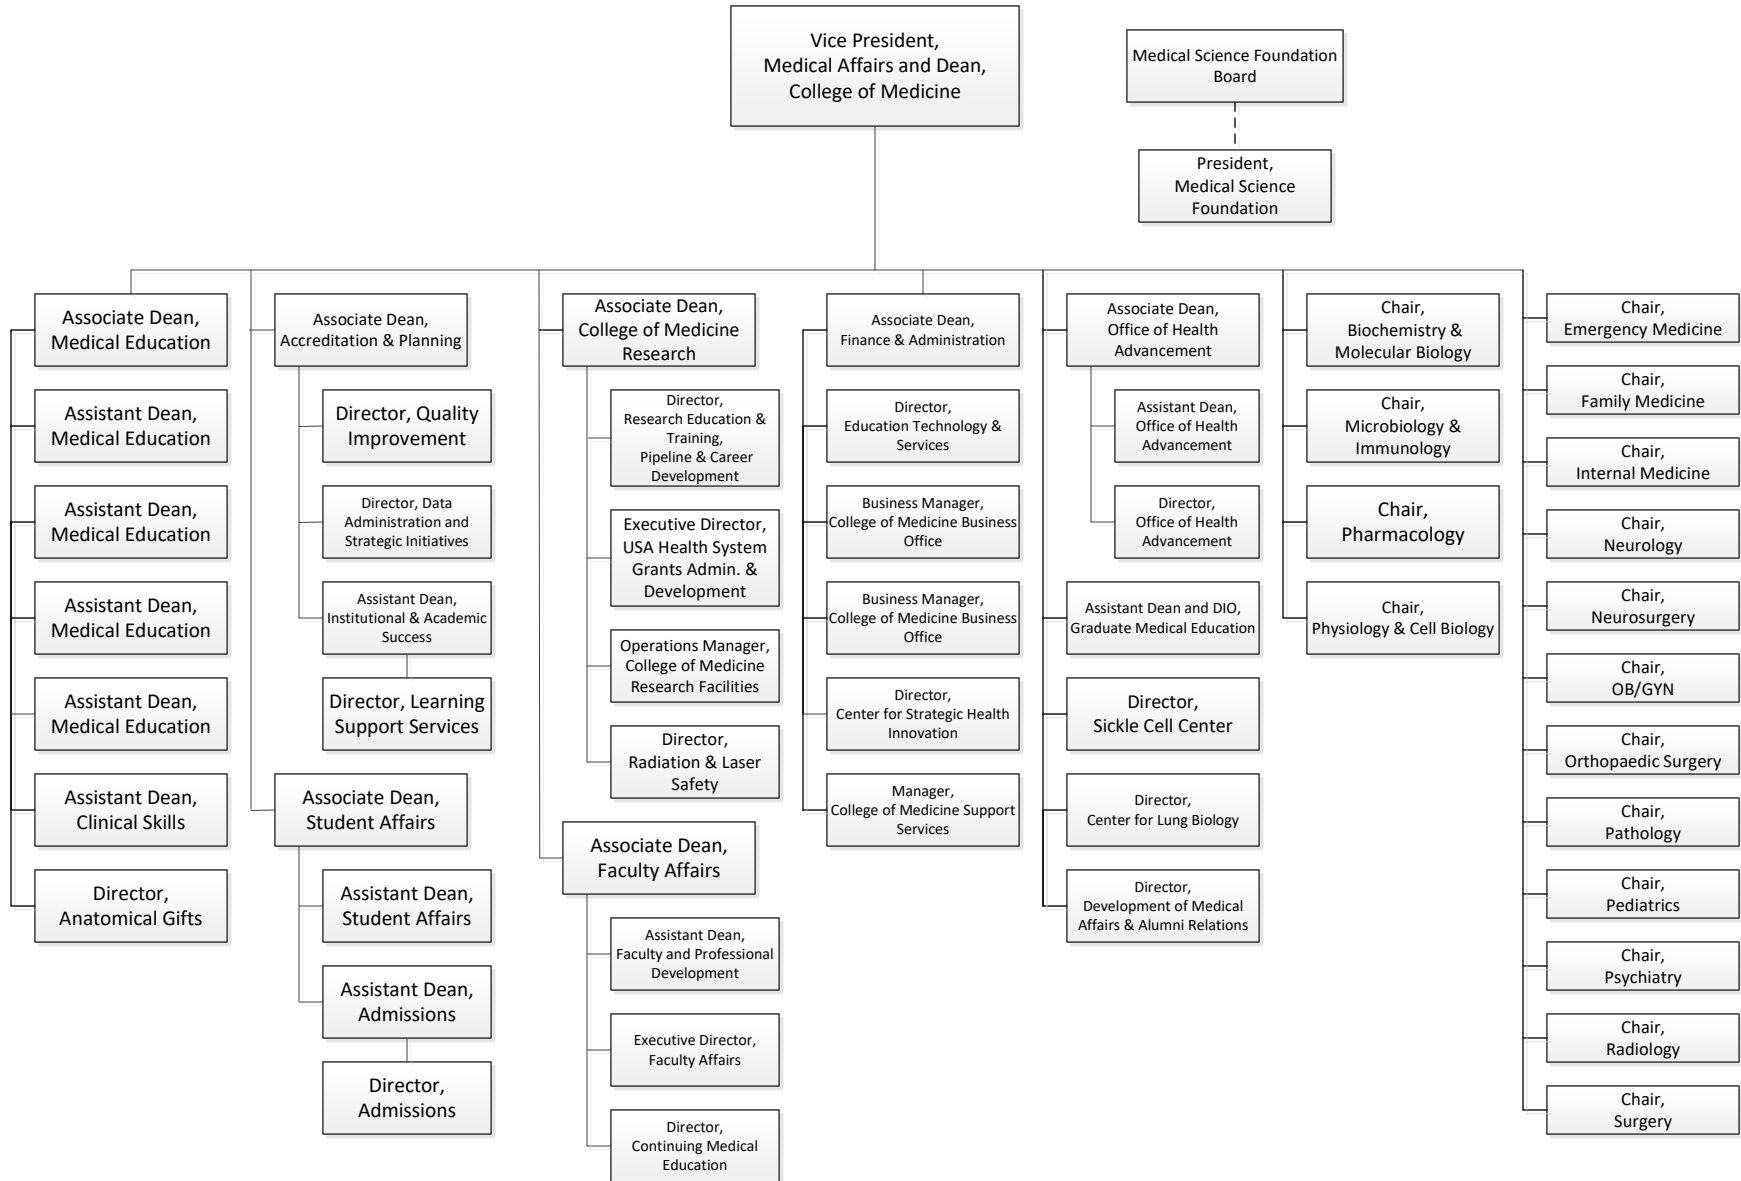 Vice President,
Medical Affairs and Dean,
College of Medicine
Medical Science Foundation
Board
President,
Medical Science
Foundation
Associate Dean,
Medical Education
Assistant Dean,
Medical Education
Assistant Dean,
Medical Education
Assistant Dean,
Medical Education
Assistant Dean,
Medical Education
Assistant Dean,
Clinical Skills
Director,
Anatomical Gifts
Associate Dean,
Accreditation & Planning
Director, Quality
Improvement
Director, Data
Administration and
Strategic Initiatives
Assistant Dean,
Institutional & Academic
Success
Director, Learning
Support Services
Associate Dean,
Student Affairs
Assistant Dean,
Student Affairs
Assistant Dean,
Admissions
Director,
Admissions
Associate Dean,
College of Medicine
Research
Director,
Research Education &
Training,
Pipeline & Career
Development
Executive Director,
USA Health System
Grants Admin. &
Development
Operations Manager,
College of Medicine
Research Facilities
Director,
Radiation & Laser
Safety
Associate Dean,
Faculty Affairs
Assistant Dean,
Faculty and Professional
Development
Executive Director,
Faculty Affairs
Director,
Continuing Medical
Education
Associate Dean,
Finance & Administration
Director,
Education Technology &
Services
Business Manager,
College of Medicine Business
Office
Business Manager,
College of Medicine Business
Office
Director,
Center for Strategic Health
Innovation
Manager,
College of Medicine Support
Services
Associate Dean,
Office of Health
Advancement
Assistant Dean,
Office of Health
Advancement
Director,
Office of Health
Advancement
Assistant Dean and DIO,
Graduate Medical Education
Director,
Sickle Cell Center
Director,
Center for Lung Biology
Director,
Development of Medical
Affairs & Alumni Relations
Chair,
Biochemistry &
Molecular Biology
Chair,
Microbiology &
Immunology
Chair,
Pharmacology
Chair,
Physiology & Cell Biology
Chair,
Emergency Medicine
Chair,
Family Medicine
Chair,
Internal Medicine
Chair,
Neurology
Chair,
Neurosurgery
Chair,
OB/GYN
Chair,
Orthopaedic Surgery
Chair,
Pathology
Chair,
Pediatrics
Chair,
Psychiatry
Chair,
Radiology
Chair,
Surgery